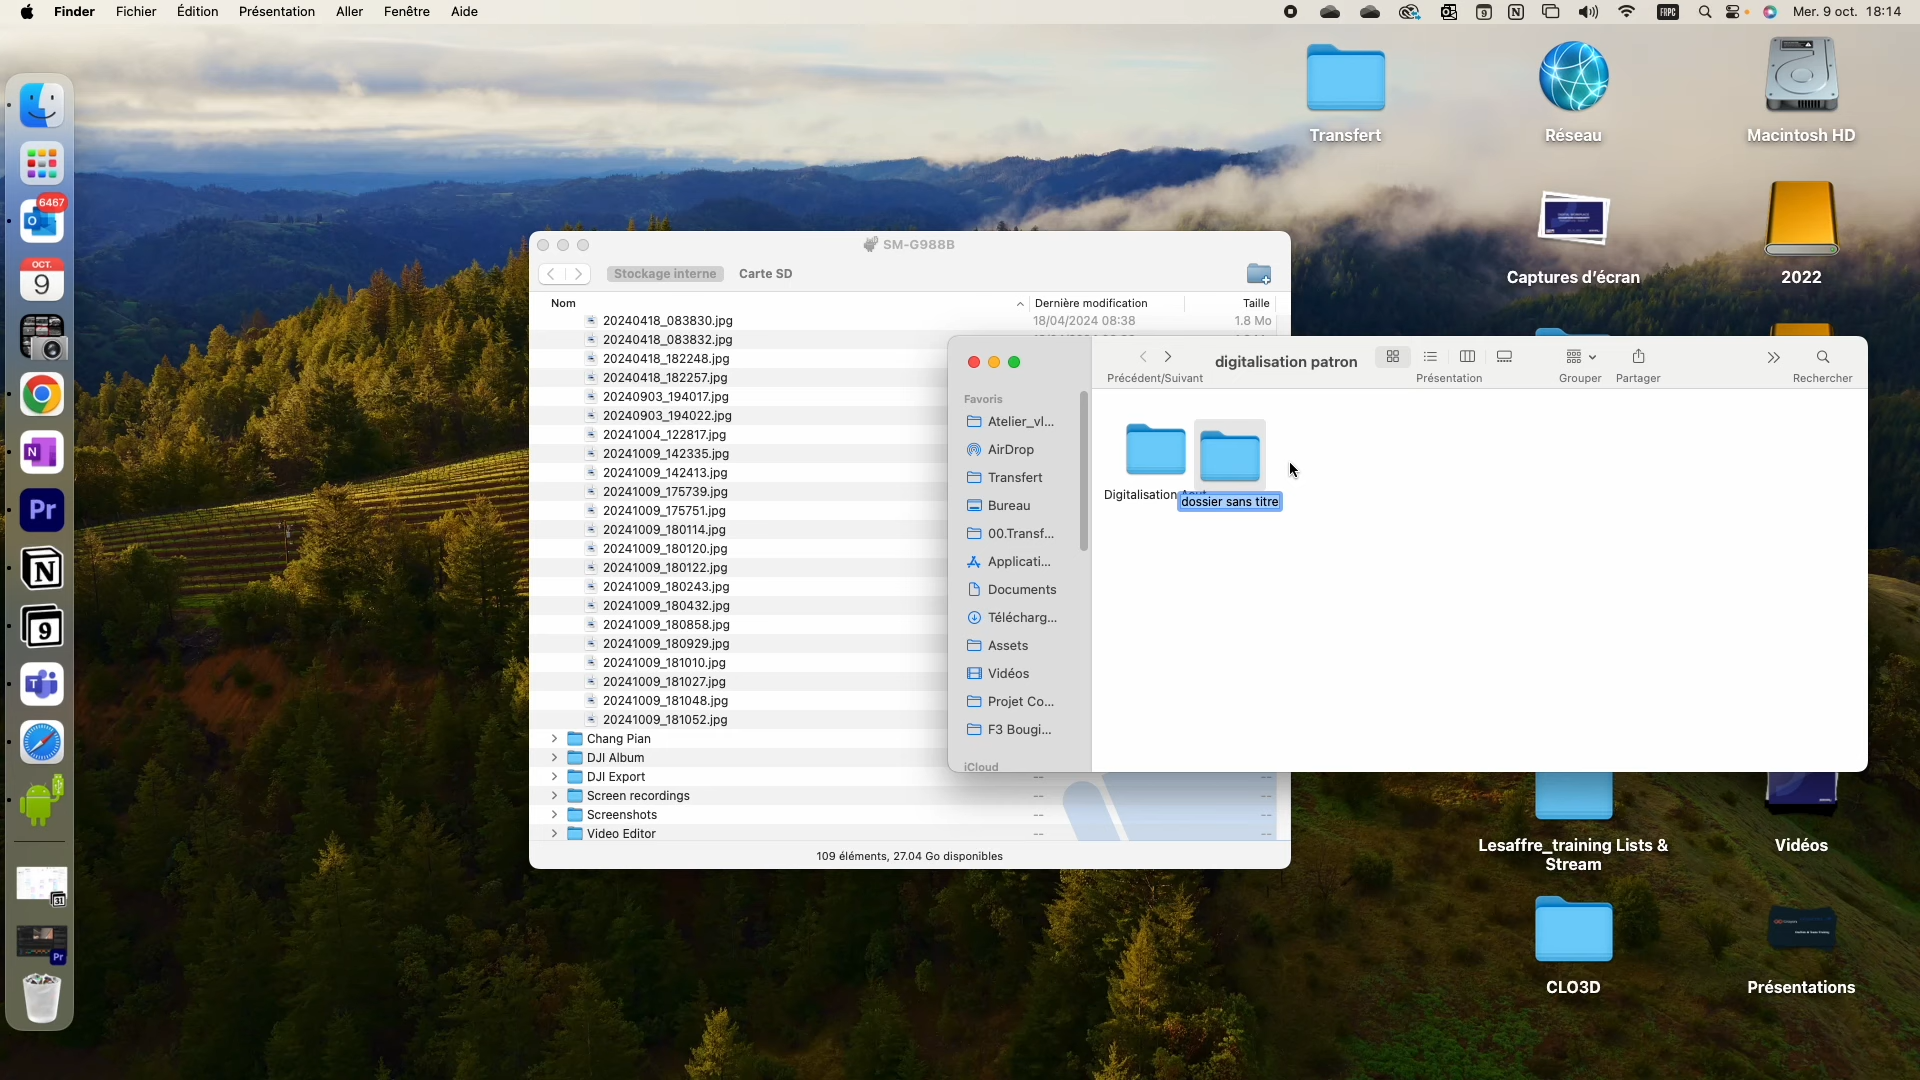 Finder Fichier Édition Présentation Aller Fenêtre Aide
9 FRPC Mer. 9 oct. 18:14
Transfert
Réseau
Macintosh HD
6467
OCT.
9
Captures d'écran
2022
SM-G988B
Stockage interne Carte SD
Nom Dernière modification Taille
20240418_083830.jpg 18/04/2024 08:38 1.8 Mo
20240418_083832.jpg
20240418_182248.jpg
20240418_182257.jpg
20240903_194017.jpg
20240903_194022.jpg
20241004_122817.jpg
20241009_142335.jpg
20241009_142413.jpg
20241009_175739.jpg
20241009_175751.jpg
20241009_180114.jpg
20241009_180120.jpg
20241009_180122.jpg
20241009_180243.jpg
20241009_180432.jpg
20241009_180858.jpg
20241009_180929.jpg
20241009_181010.jpg
20241009_181027.jpg
20241009_181048.jpg
20241009_181052.jpg
Chang Pian
DJI Album
DJI Export -- --
Screen recordings -- --
Screenshots -- --
Video Editor -- --
109 éléments, 27.04 Go disponibles
digitalisation patron
Précédent/Suivant Présentation Grouper Partager Rechercher
Favoris
Atelier_vl...
AirDrop
Transfert
Bureau
00.Transf...
Applicati...
Documents
Télécharg...
Assets
Vidéos
Projet Co...
F3 Bougi...
iCloud
Digitalisation
dossier sans titre
Pr
N
9
31
Pr
Lesaffre_training Lists &
Stream
Vidéos
CLO3D
Présentations